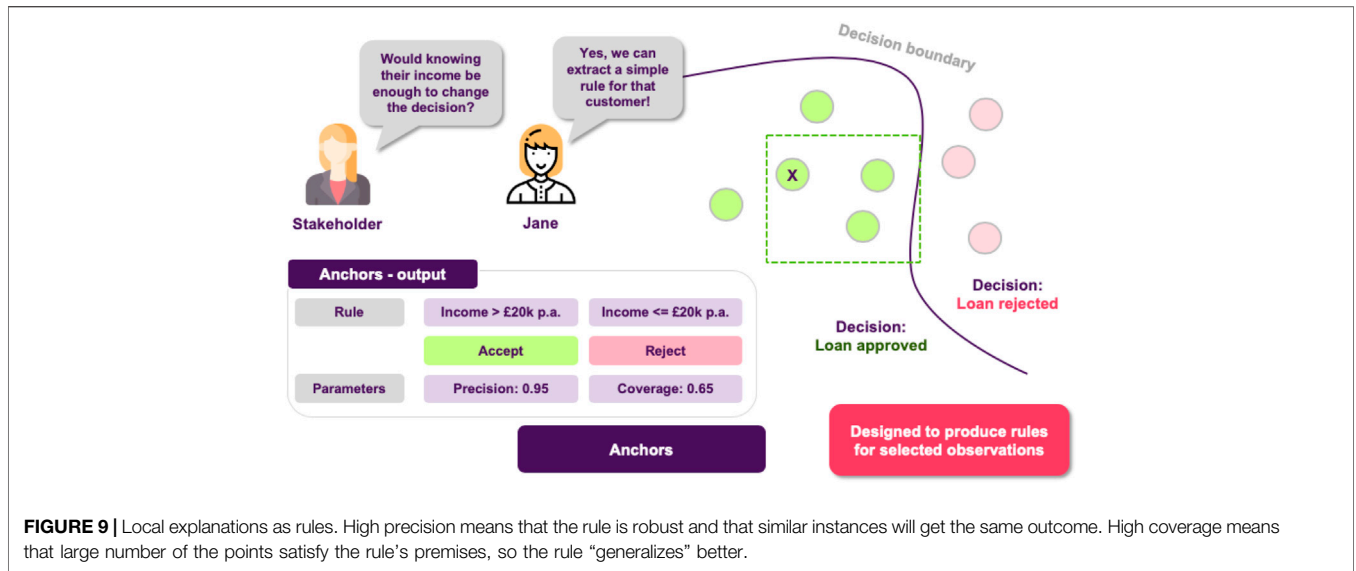 Would knowing
their income be
enough to change
the decision?
Yes, we can
extract a simple
rule for that
customer!
Decision boundary
X
Stakeholder
Jane
Anchors - output
Rule
Income > £20k p.a.
Income <= £20k p.a.
Accept
Reject
Parameters
Precision: 0.95
Coverage: 0.65
Decision:
Loan rejected
Decision:
Loan approved
Anchors
Designed to produce rules
for selected observations
FIGURE 9 | Local explanations as rules. High precision means that the rule is robust and that similar instances will get the same outcome. High coverage means
that large number of the points satisfy the rule’s premises, so the rule “generalizes” better.